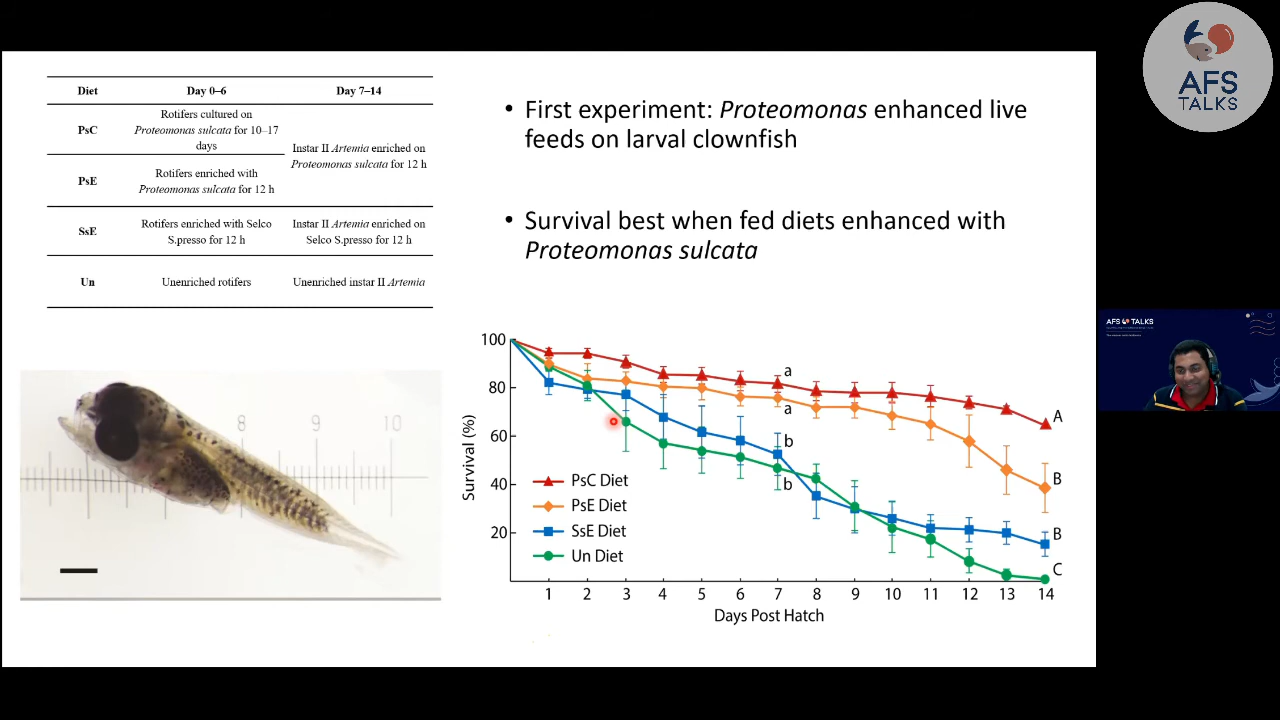 AFS
TALKS
Diet Day 0–6 Day 7–14
PsC
Rotifers cultured on
Proteomonas sulcata for 10–17
days
Instar II Artemia enriched on
Proteomonas sulcata for 12 h
PsE
Rotifers enriched with
Proteomonas sulcata for 12 h
SsE
Rotifers enriched with Selco
S.presso for 12 h
Instar II Artemia enriched on
Selco S.presso for 12 h
Un Unenriched rotifers Unenriched instar II Artemia
• First experiment: Proteomonas enhanced live
feeds on larval clownfish
• Survival best when fed diets enhanced with
Proteomonas sulcata
8 9 10
Survival (%)
100
80
60
40
20
a
a
b
b
A
B
B
C
PsC Diet
PsE Diet
SsE Diet
Un Diet
1 2 3 4 5 6 7 8 9 10 11 12 13 14
Days Post Hatch
AFS TALKS